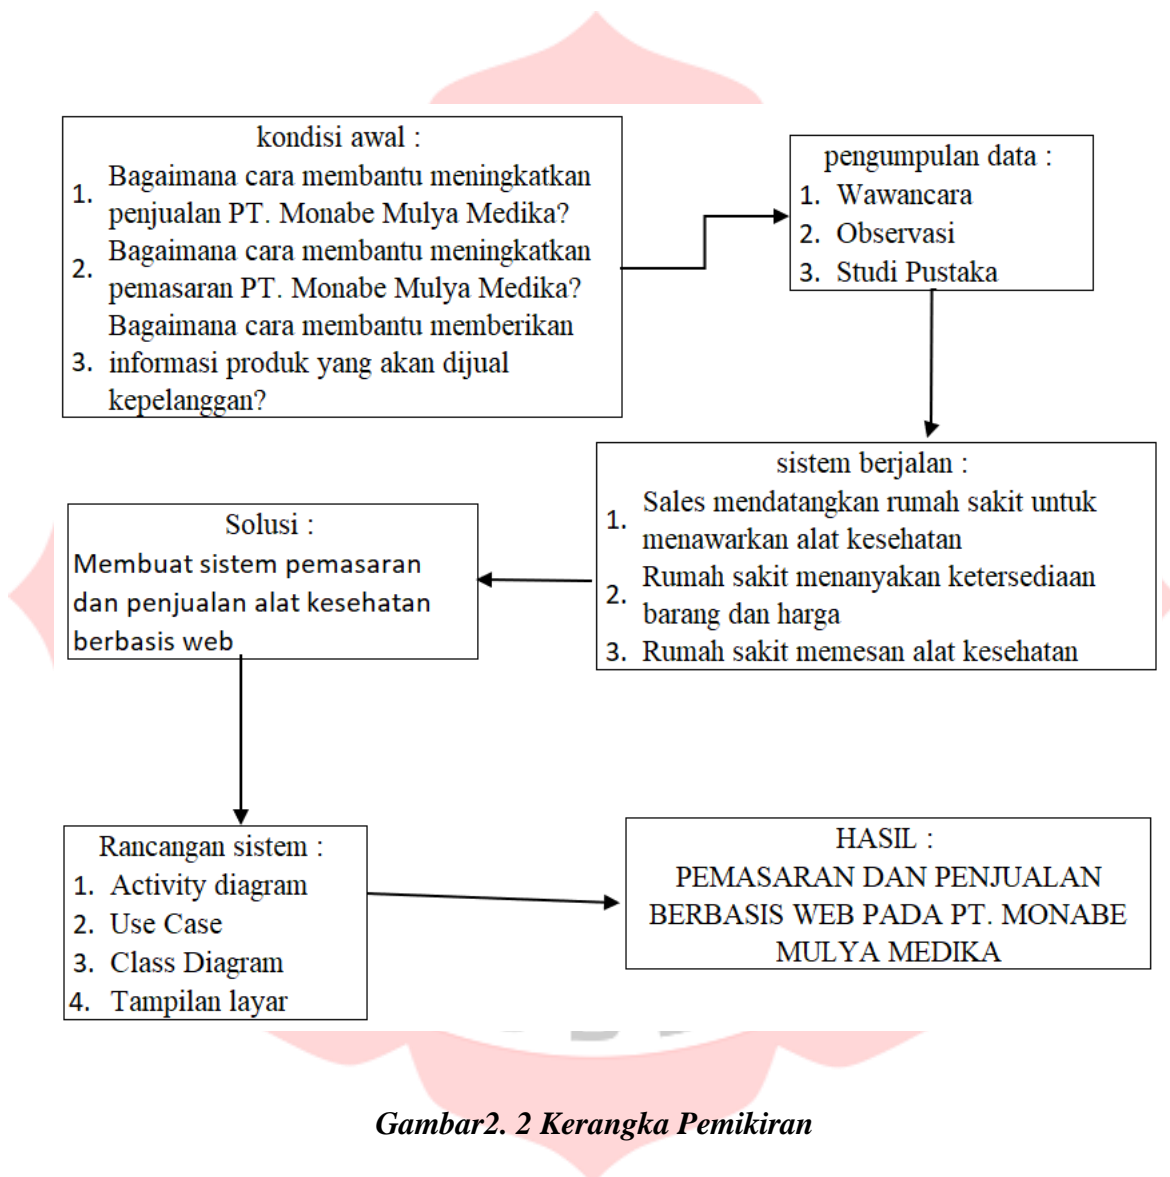 kondisi awal :
1. Bagaimana cara membantu meningkatkan
penjualan PT. Monabe Mulya Medika?
2. Bagaimana cara membantu meningkatkan
pemasaran PT. Monabe Mulya Medika?
3. Bagaimana cara membantu memberikan
informasi produk yang akan dijual
kepelanggan?
pengumpulan data :
1. Wawancara
2. Observasi
3. Studi Pustaka
sistem berjalan :
1. Sales mendatangkan rumah sakit untuk
menawarkan alat kesehatan
2. Rumah sakit menanyakan ketersediaan
barang dan harga
3. Rumah sakit memesan alat kesehatan
Solusi :
Membuat sistem pemasaran
dan penjualan alat kesehatan
berbasis web
Rancangan sistem :
1. Activity diagram
2. Use Case
3. Class Diagram
4. Tampilan layar
HASIL :
PEMASARAN DAN PENJUALAN
BERBASIS WEB PADA PT. MONABE
MULYA MEDIKA
Gambar2. 2 Kerangka Pemikiran